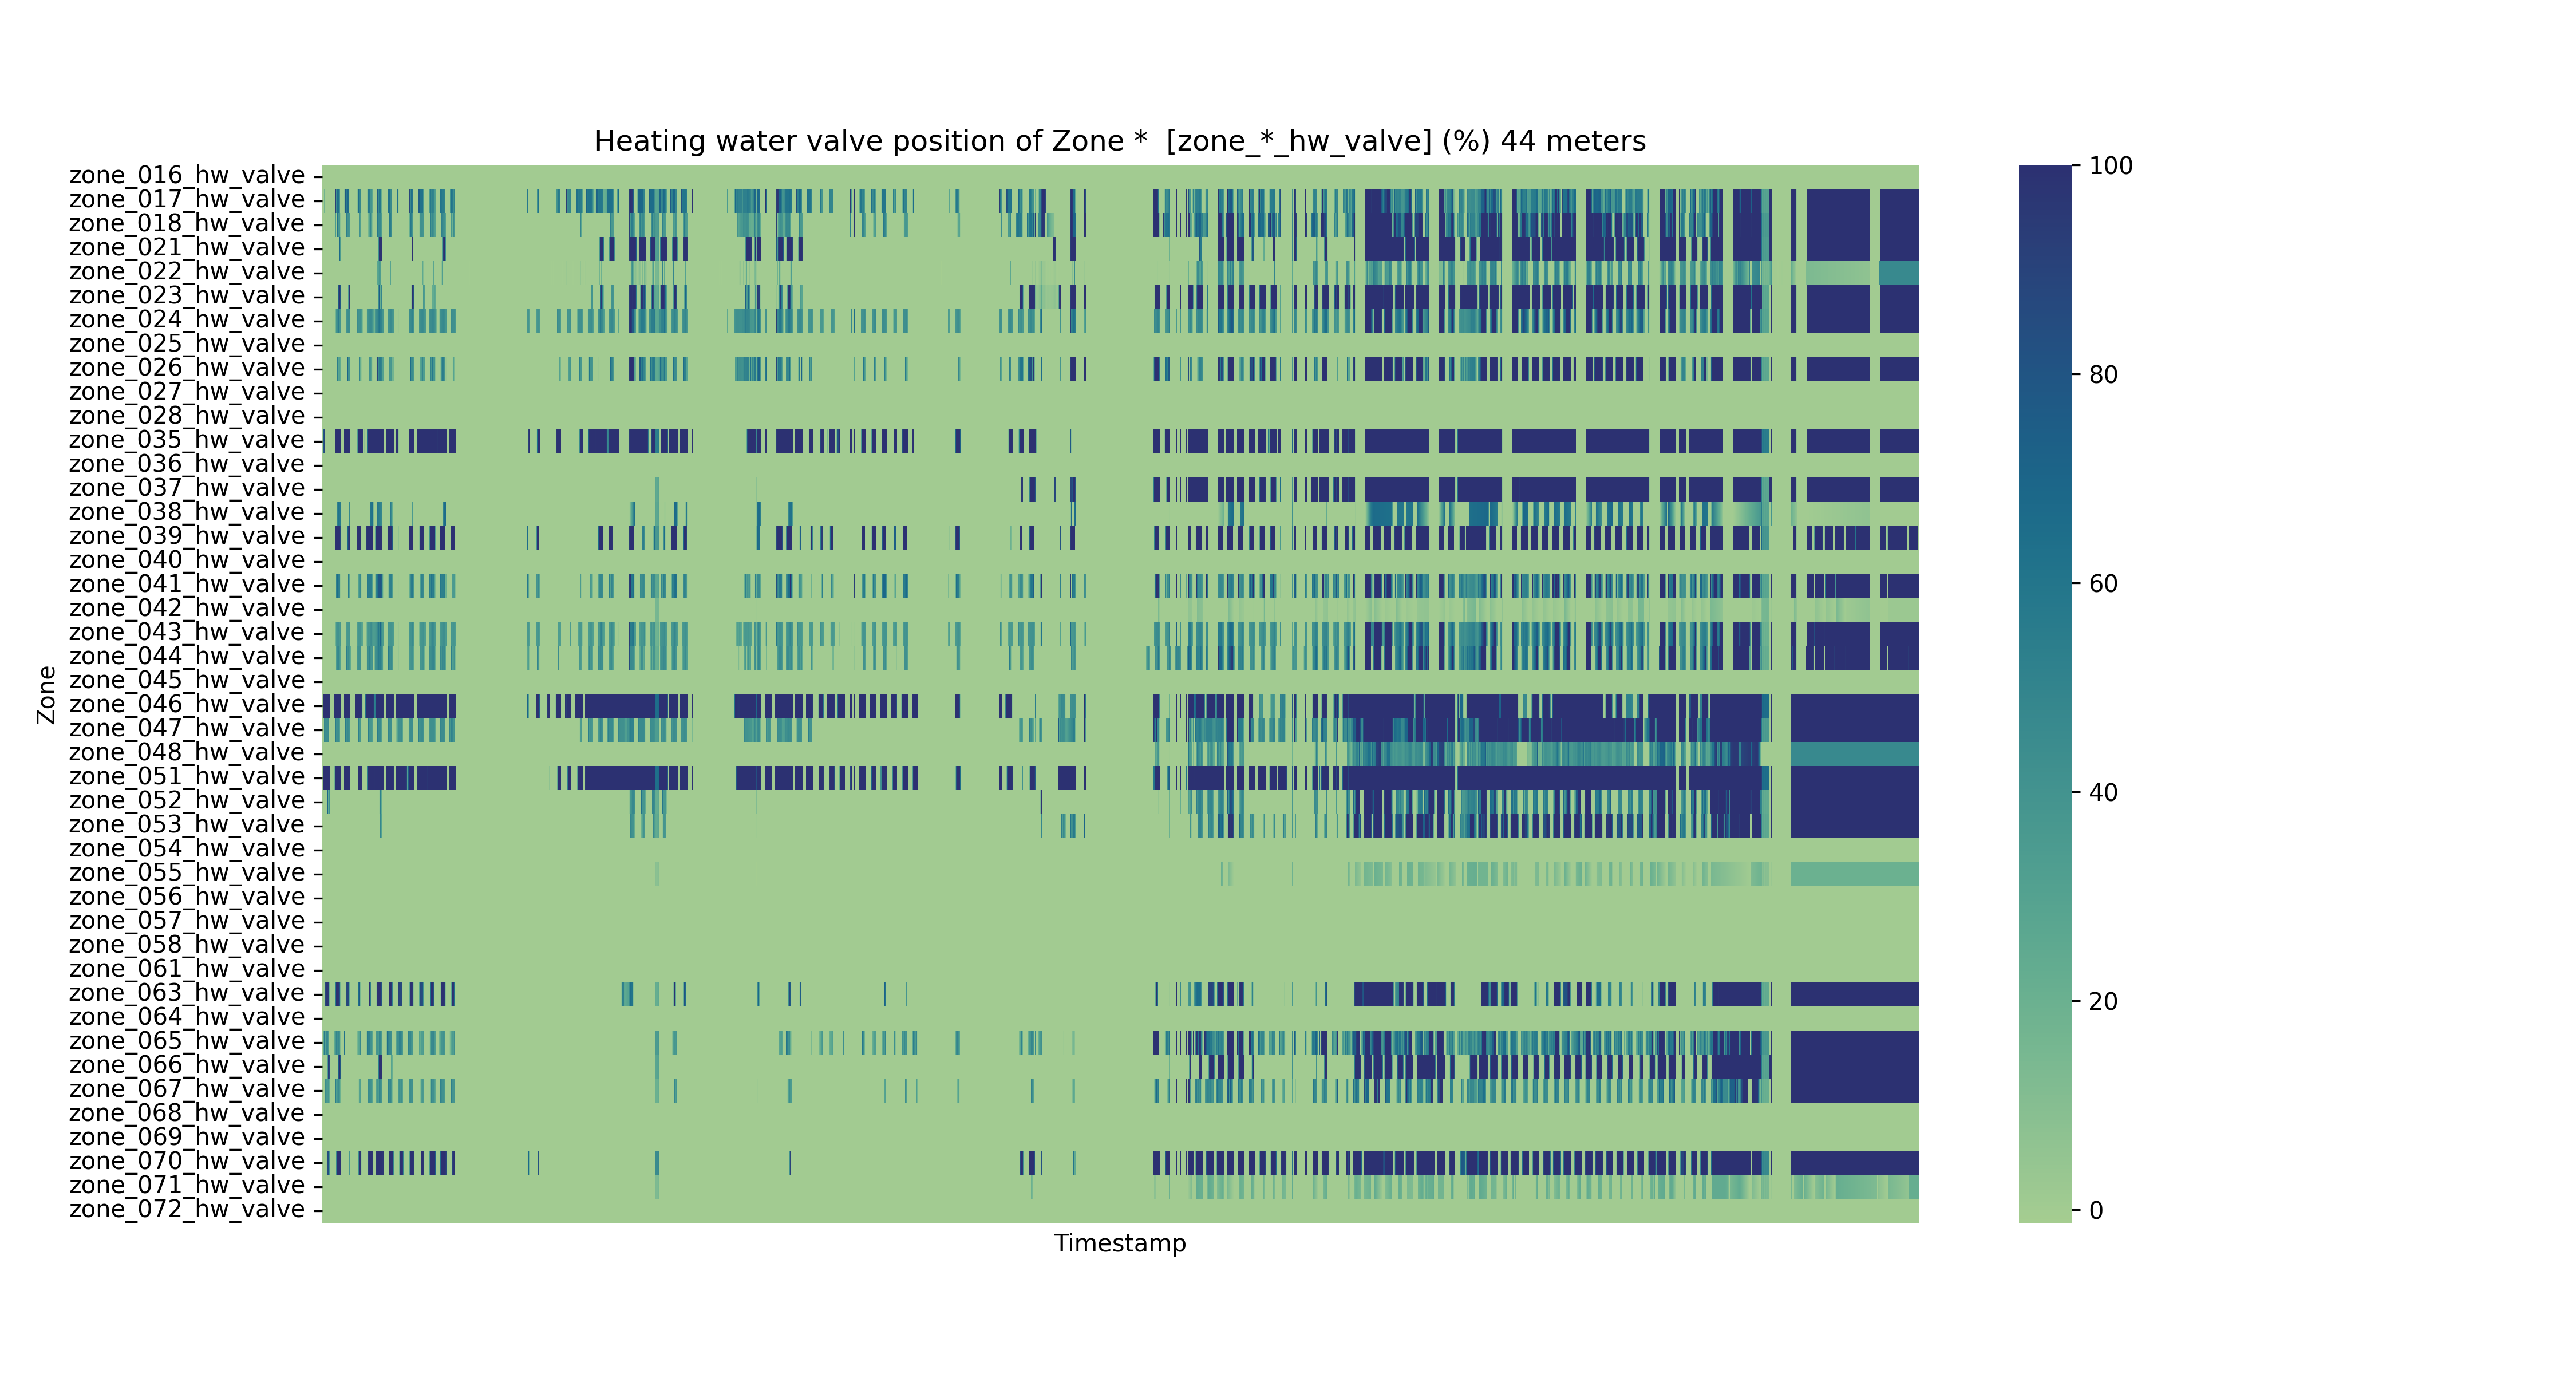 Heating water valve position of Zone *  [zone_*_hw_valve] (%) 44 meters
zone_016_hw_valve
zone_017_hw_valve
zone_018_hw_valve
zone_021_hw_valve
zone_022_hw_valve
zone_023_hw_valve
zone_024_hw_valve
zone_025_hw_valve
zone_026_hw_valve
zone_027_hw_valve
zone_028_hw_valve
zone_035_hw_valve
zone_036_hw_valve
zone_037_hw_valve
zone_038_hw_valve
zone_039_hw_valve
zone_040_hw_valve
zone_041_hw_valve
zone_042_hw_valve
zone_043_hw_valve
zone_044_hw_valve
zone_045_hw_valve
zone_046_hw_valve
zone_047_hw_valve
zone_048_hw_valve
zone_051_hw_valve
zone_052_hw_valve
zone_053_hw_valve
zone_054_hw_valve
zone_055_hw_valve
zone_056_hw_valve
zone_057_hw_valve
zone_058_hw_valve
zone_061_hw_valve
zone_063_hw_valve
zone_064_hw_valve
zone_065_hw_valve
zone_066_hw_valve
zone_067_hw_valve
zone_068_hw_valve
zone_069_hw_valve
zone_070_hw_valve
zone_071_hw_valve
zone_072_hw_valve
Zone
Timestamp
100
80
60
40
20
0